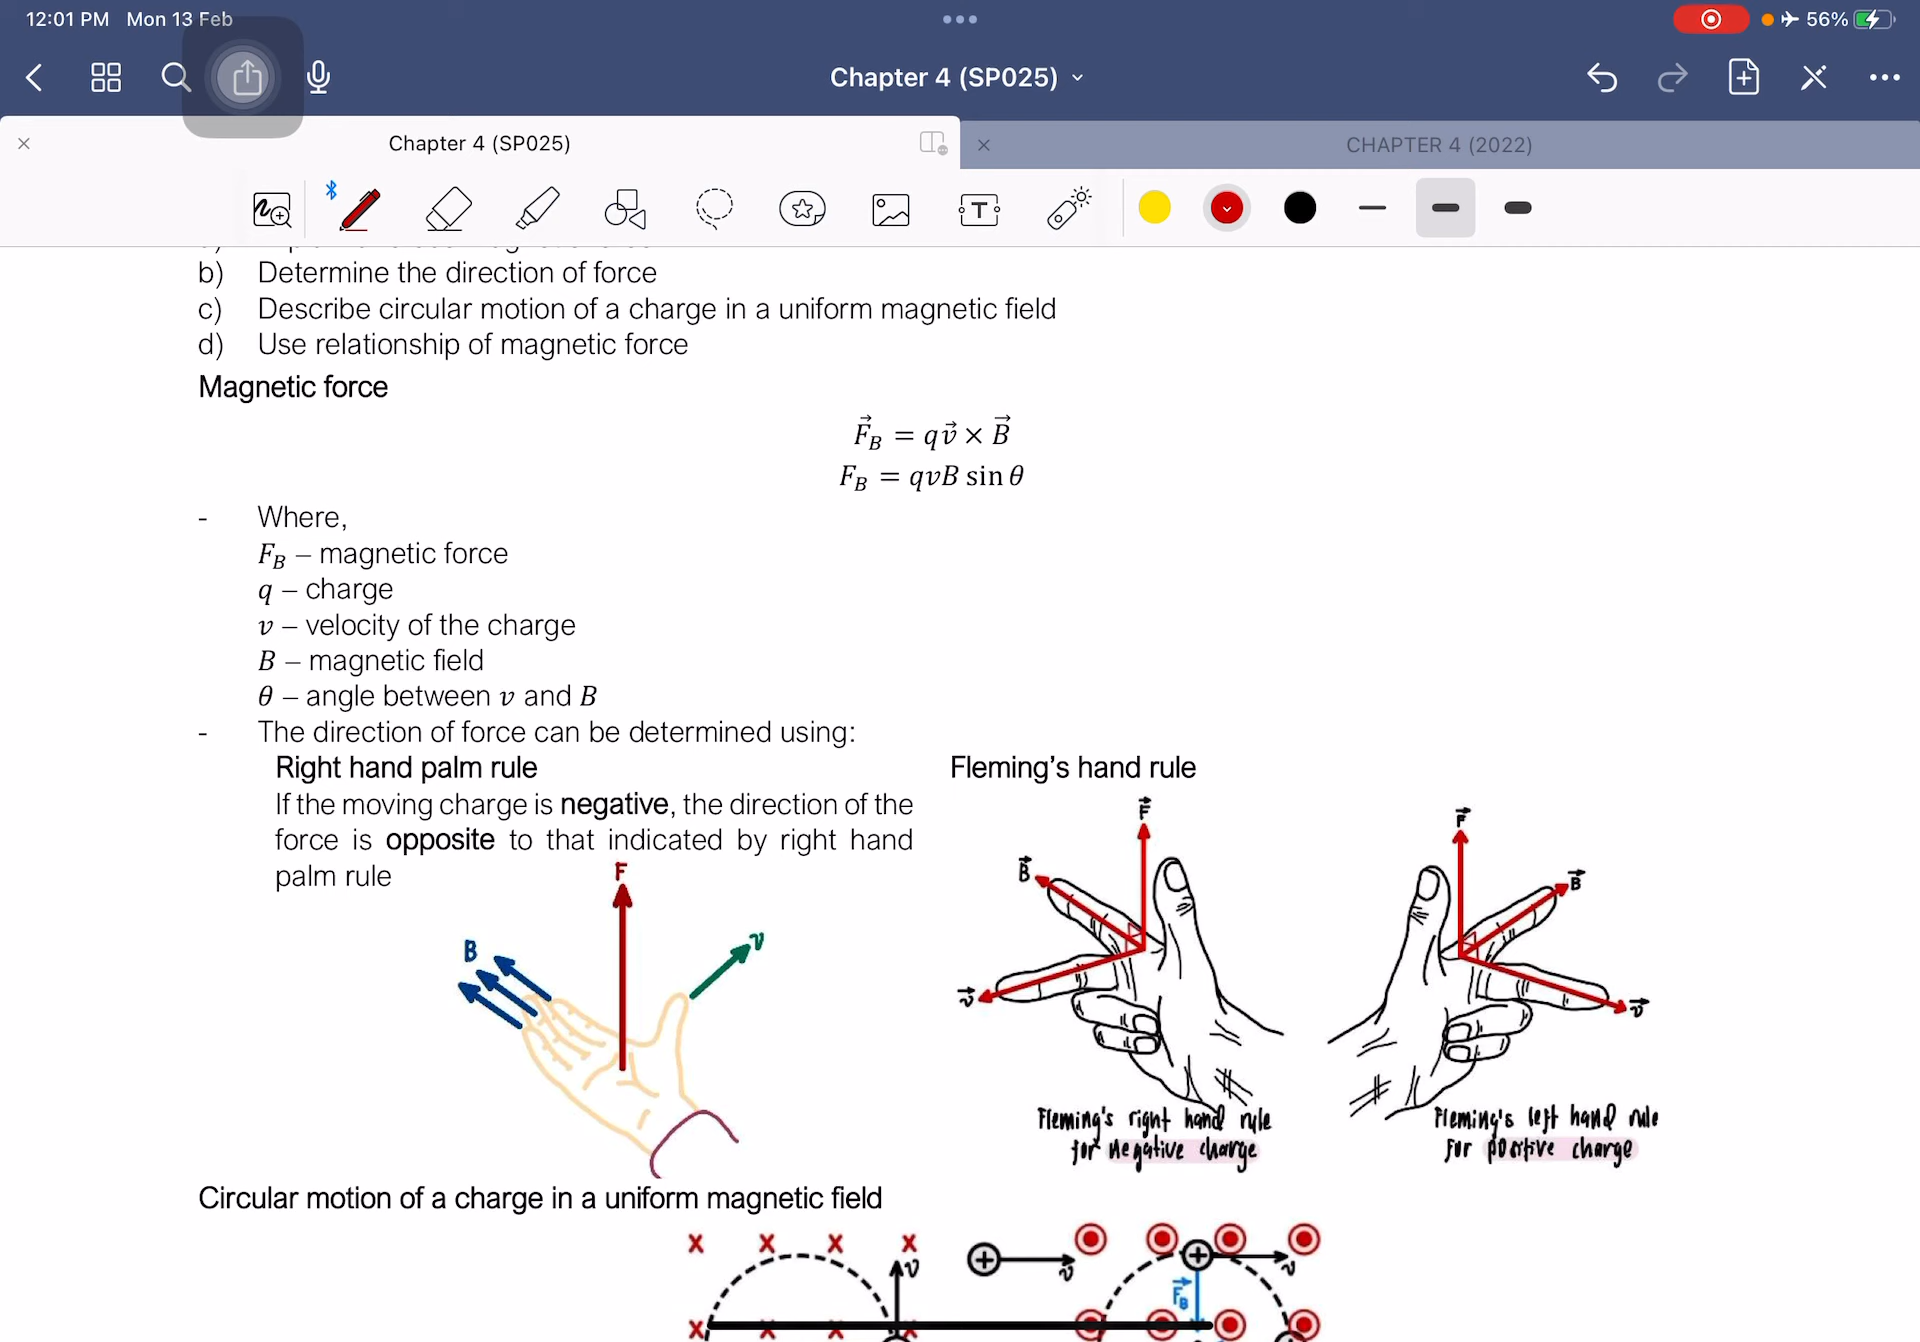 12:01 PM Mon 13 Feb
56%
Chapter 4 (SP025)
Chapter 4 (SP025)
CHAPTER 4 (2022)
T
b) Determine the direction of force
c) Describe circular motion of a charge in a uniform magnetic field
d) Use relationship of magnetic force
Magnetic force
F⃗_B = qv⃗ × B⃗
F_B = qvB sin θ
- Where,
F_B – magnetic force
q – charge
v – velocity of the charge
B – magnetic field
θ – angle between v and B
- The direction of force can be determined using:
Right hand palm rule
If the moving charge is negative, the direction of the
force is opposite to that indicated by right hand
palm rule
F
B
v
Fleming's hand rule
F⃗
B⃗
v⃗
Fleming's right hand rule
for negative charge
F⃗
B⃗
v⃗
Fleming's left hand rule
for positive charge
Circular motion of a charge in a uniform magnetic field
x x x x
v
+
v⃗
+
v
F⃗_B
x x x x